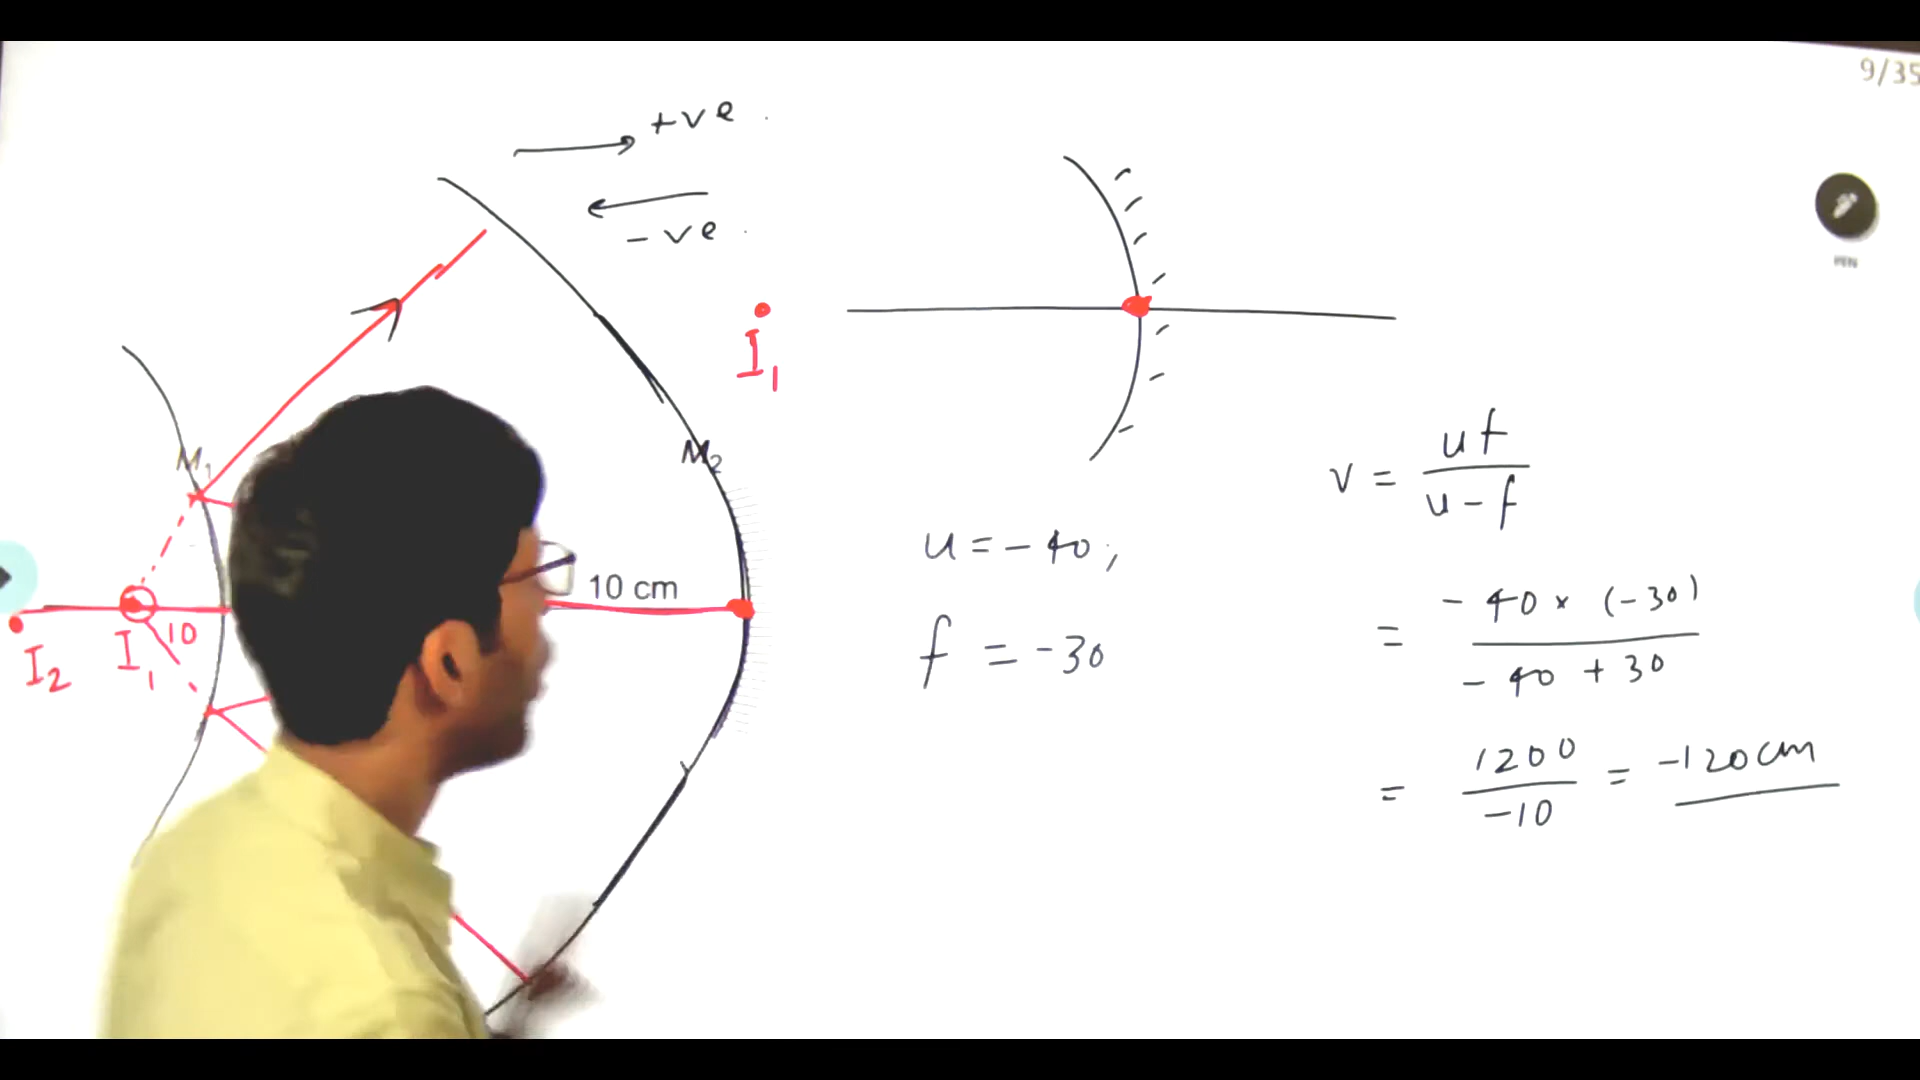 9/35
+ve
- ve
PEN
I1
M1
M2
10 cm
10
I1
I2
u = - 40 ;
f = -30
v = uf / u - f
= - 40 × (-30) / - 40 + 30
= 1200 / -10 = -120 cm